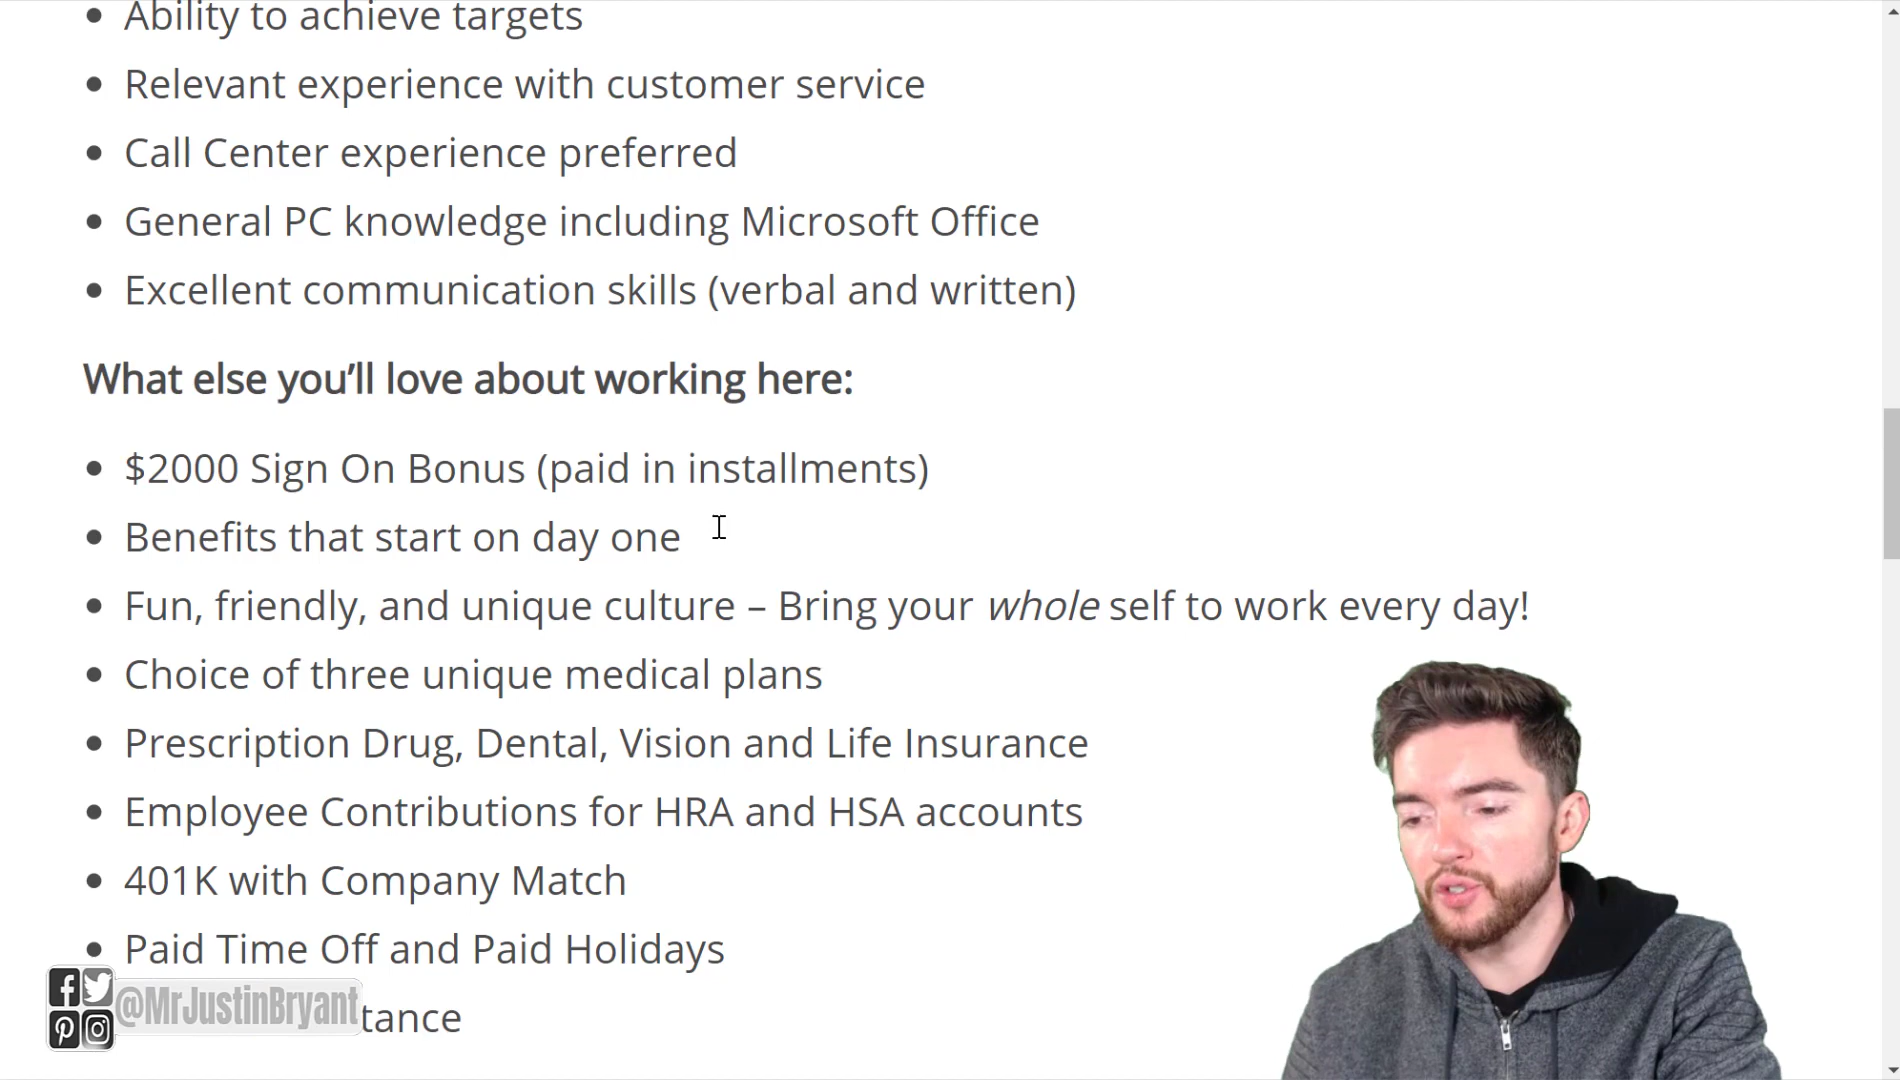 Ability to achieve targets
Relevant experience with customer service
Call Center experience preferred
General PC knowledge including Microsoft Office
Excellent communication skills (verbal and written)
What else you’ll love about working here:
$2000 Sign On Bonus (paid in installments)
Benefits that start on day one
Fun, friendly, and unique culture – Bring your whole self to work every day!
Choice of three unique medical plans
Prescription Drug, Dental, Vision and Life Insurance
Employee Contributions for HRA and HSA accounts
401K with Company Match
Paid Time Off and Paid Holidays
@MrJustinBryant
tance